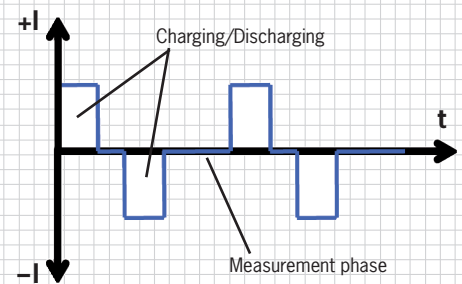 +I
Charging/Discharging
t
Measurement phase
–I